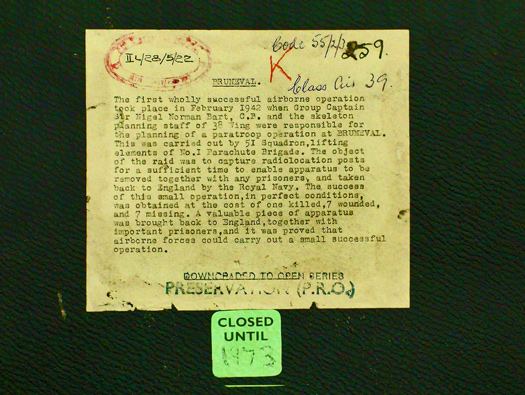 Code 55/2/3
259.
II4/28/5/22
K
Class Air 39.
BRUNEVAL.
The first wholly successful airborne operation
took place in February 1942 when Group Captain
Sir Nigel Norman Bart, C.B. and the skeleton
planning staff of 38 Wing were responsible for
the planning of a paratroop operation at BRUNEVAL.
This was carried out by 51 Squadron,lifting
elements of No.I Parachute Brigade. The object
of the raid was to capture radiolocation posts
for a sufficient time to enable apparatus to be
removed together with any prisoners, and taken
back to England by the Royal Navy. The success
of this small operation,in perfect conditions,
was obtained at the cost of one killed,7 wounded,
and 7 missing. A valuable piece of apparatus
was brought back to England,together with
important prisoners,and it was proved that
airborne forces could carry out a small successful
operation.
DOWNGRADED TO OPEN SERIES
PRESERVATION (P.R.O.)
CLOSED
UNTIL
1973